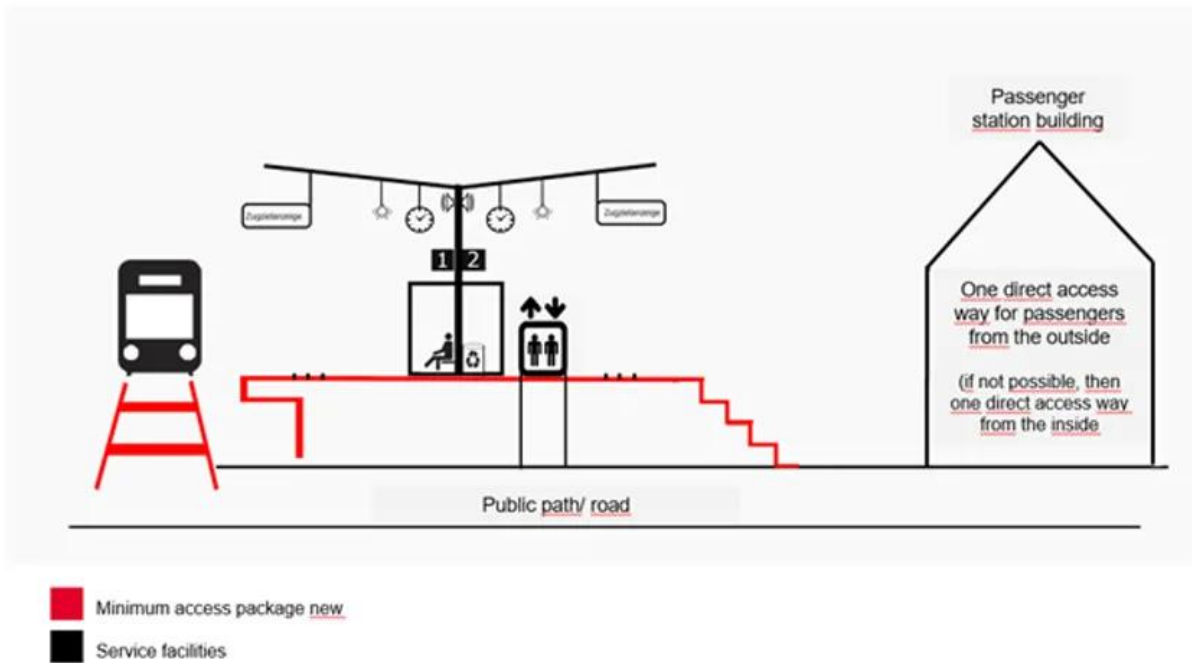 Passenger
station building
Zugzielanzeige
Zugzielanzeige
1 2
One direct access
way for passengers
from the outside
(if not possible, then
one direct access way
from the inside
Public path/ road
Minimum access package new
Service facilities